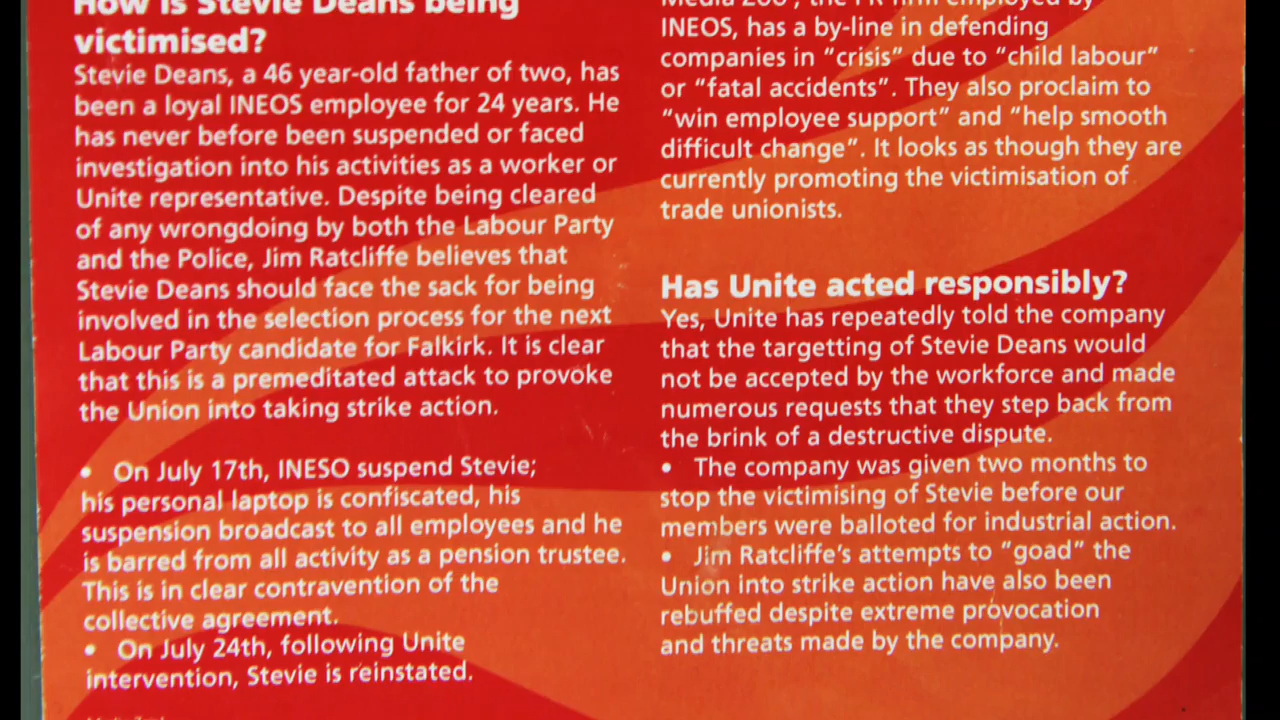 How is Stevie Deans being
victimised?
Stevie Deans, a 46 year-old father of two, has
been a loyal INEOS employee for 24 years. He
has never before been suspended or faced
investigation into his activities as a worker or
Unite representative. Despite being cleared
of any wrongdoing by both the Labour Party
and the Police, Jim Ratcliffe believes that
Stevie Deans should face the sack for being
involved in the selection process for the next
Labour Party candidate for Falkirk. It is clear
that this is a premeditated attack to provoke
the Union into taking strike action.
• On July 17th, INESO suspend Stevie;
his personal laptop is confiscated, his
suspension broadcast to all employees and he
is barred from all activity as a pension trustee.
This is in clear contravention of the
collective agreement.
• On July 24th, following Unite
intervention, Stevie is reinstated.
Media Zoo", the PR firm employed by
INEOS, has a by-line in defending
companies in "crisis" due to "child labour"
or "fatal accidents". They also proclaim to
"win employee support" and "help smooth
difficult change". It looks as though they are
currently promoting the victimisation of
trade unionists.
Has Unite acted responsibly?
Yes, Unite has repeatedly told the company
that the targetting of Stevie Deans would
not be accepted by the workforce and made
numerous requests that they step back from
the brink of a destructive dispute.
• The company was given two months to
stop the victimising of Stevie before our
members were balloted for industrial action.
• Jim Ratcliffe's attempts to "goad" the
Union into strike action have also been
rebuffed despite extreme provocation
and threats made by the company.